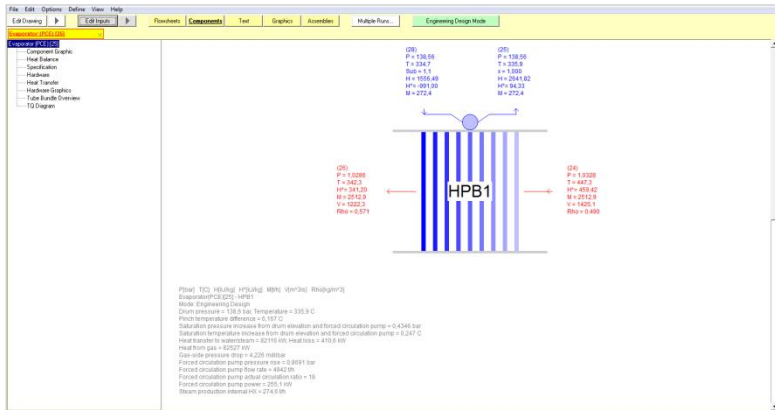 File Edit Options Define View Help
Edit Drawing Edit Inputs Flowsheets Components Text Graphics Assemblies Multiple Runs... Engineering Design Mode
Evaporator (PCE) [25]
Evaporator (PCE) [25]
Component Graphic
Heat Balance
Specification
Hardware
Heat Transfer
Hardware Graphics
Tube Bundle Overview
TQ Diagram
(28)
P = 138,56
T = 334,7
Sub = 1,1
H = 1556,49
H^= -991,00
M = 272,4
(25)
P = 138,56
T = 335,9
x = 1,000
H = 2641,82
H^= 94,33
M = 272,4
(26)
P = 1,0286
T = 342,3
H^= 341,20
M = 2512,9
V = 1222,3
Rho = 0,571
HPB1
(24)
P = 1,0328
T = 447,3
H^= 459,42
M = 2512,9
V = 1425,1
Rho = 0,490
P[bar] T[C] H[kJ/kg] H^[kJ/kg] M[t/h] V[m^3/s] Rho[kg/m^3]
Evaporator(PCE)[25] - HPB1
Mode: Engineering Design
Drum pressure = 138,6 bar, Temperature = 335,9 C
Pinch temperature difference = 6,167 C
Saturation pressure increase from drum elevation and forced circulation pump = 0,4346 bar
Saturation temperature increase from drum elevation and forced circulation pump = 0,247 C
Heat transfer to water/steam = 82116 kW, Heat loss = 410,6 kW
Heat from gas = 82527 kW
Gas-side pressure drop = 4,226 millibar
Forced circulation pump pressure rise = 0,8691 bar
Forced circulation pump flow rate = 4942 t/h
Forced circulation pump actual circulation ratio = 18
Forced circulation pump power = 255,1 kW
Steam production internal HX = 274,6 t/h